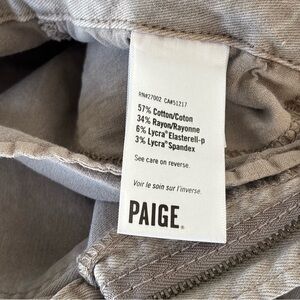 RN#27002 CA#51217
57% Cotton/Coton
34% Rayon/Rayonne
6% Lycra® Elasterell-p
3% Lycra® Spandex
See care on reverse.
Voir le soin sur l'inverse.
PAIGE®